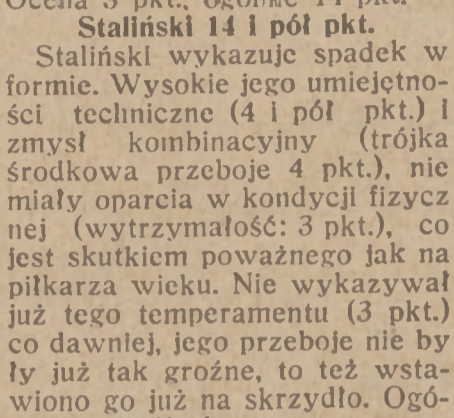 Ocena 3 pkt., ogólnie 14 pkt.
Staliński 14 i pół pkt.
Staliński wykazuje spadek w
formie. Wysokie jego umiejętno-
ści techniczne (4 i pół pkt.) i
zmysł kombinacyjny (trójka
środkowa przeboje 4 pkt.), nie
miały oparcia w kondycji fizycz
nej (wytrzymałość: 3 pkt.), co
jest skutkiem poważnego jak na
piłkarza wieku. Nie wykazywał
już tego temperamentu (3 pkt.)
co dawniej, jego przeboje nie by
ły już tak groźne, to też wsta-
wiono go już na skrzydło. Ogó-